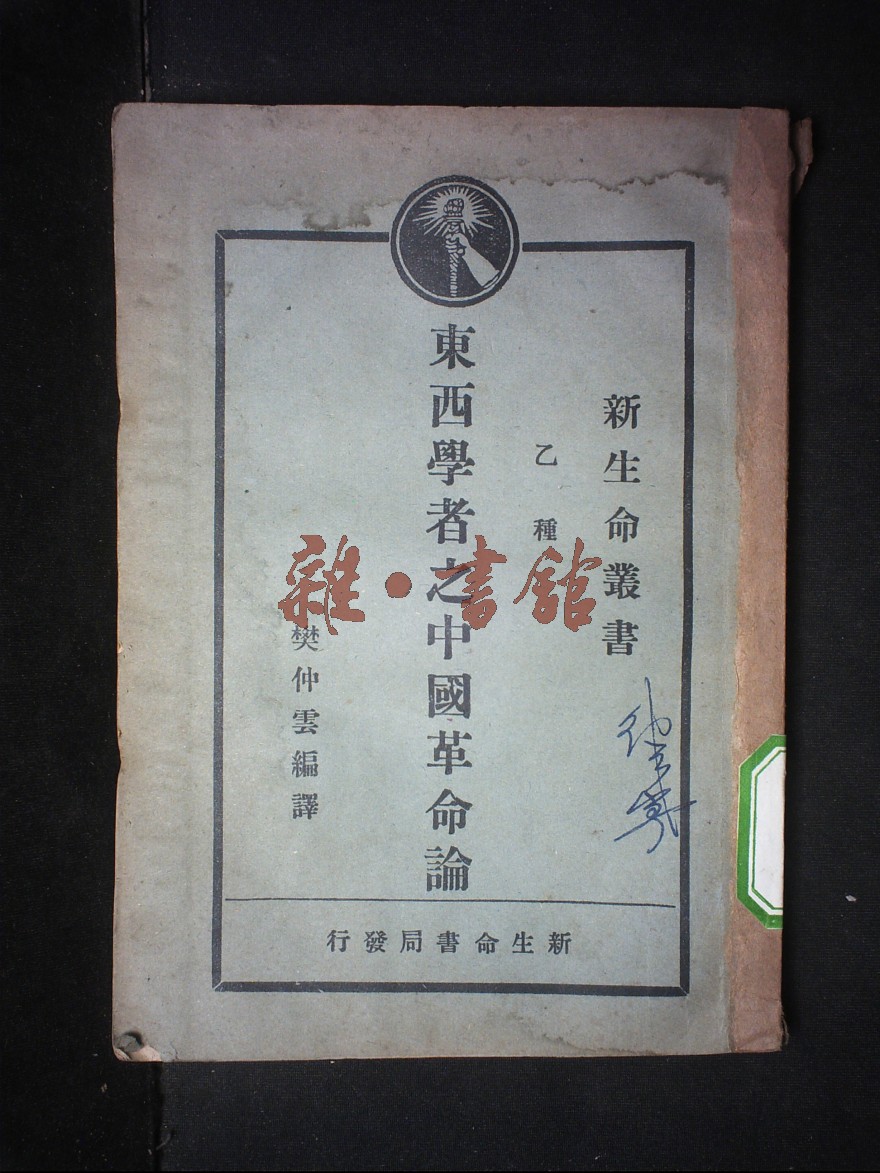 新生命叢書
乙種
東西學者之中國革命論
樊仲雲編譯
新生命書局發行
雜·書館